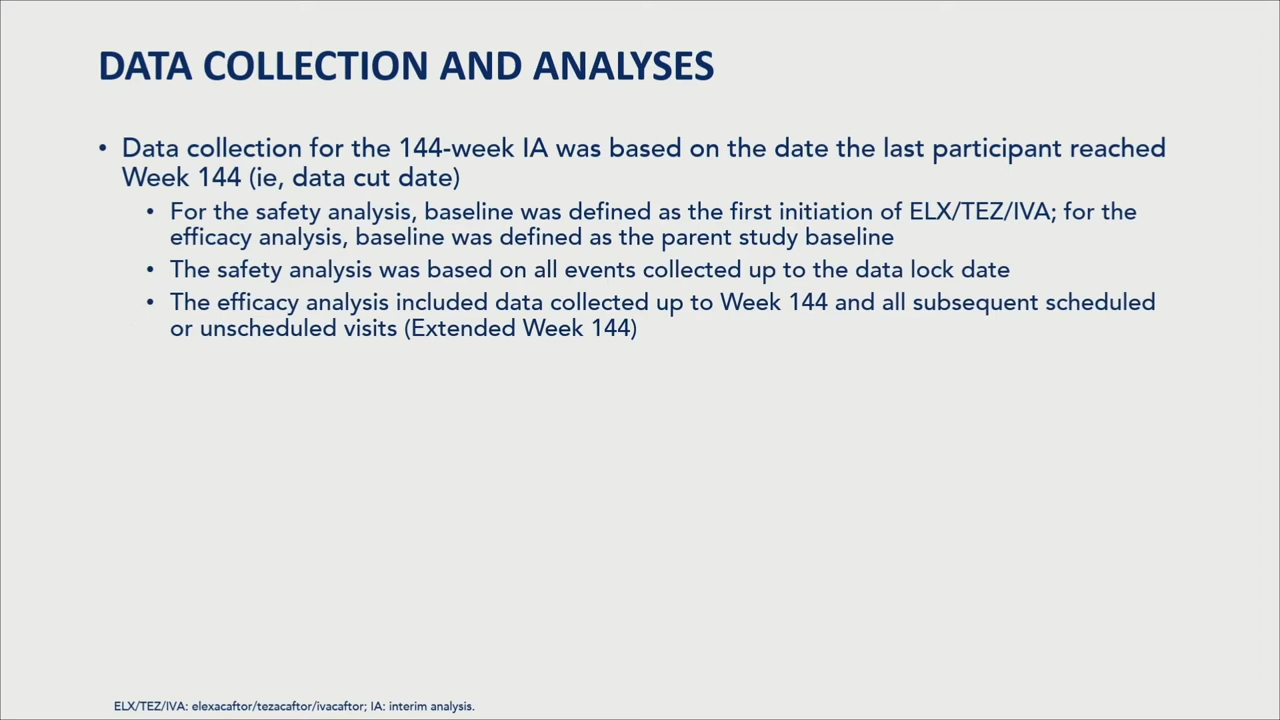 DATA COLLECTION AND ANALYSES
• Data collection for the 144-week IA was based on the date the last participant reached
Week 144 (ie, data cut date)
• For the safety analysis, baseline was defined as the first initiation of ELX/TEZ/IVA; for the
efficacy analysis, baseline was defined as the parent study baseline
• The safety analysis was based on all events collected up to the data lock date
• The efficacy analysis included data collected up to Week 144 and all subsequent scheduled
or unscheduled visits (Extended Week 144)
ELX/TEZ/IVA: elexacaftor/tezacaftor/ivacaftor; IA: interim analysis.